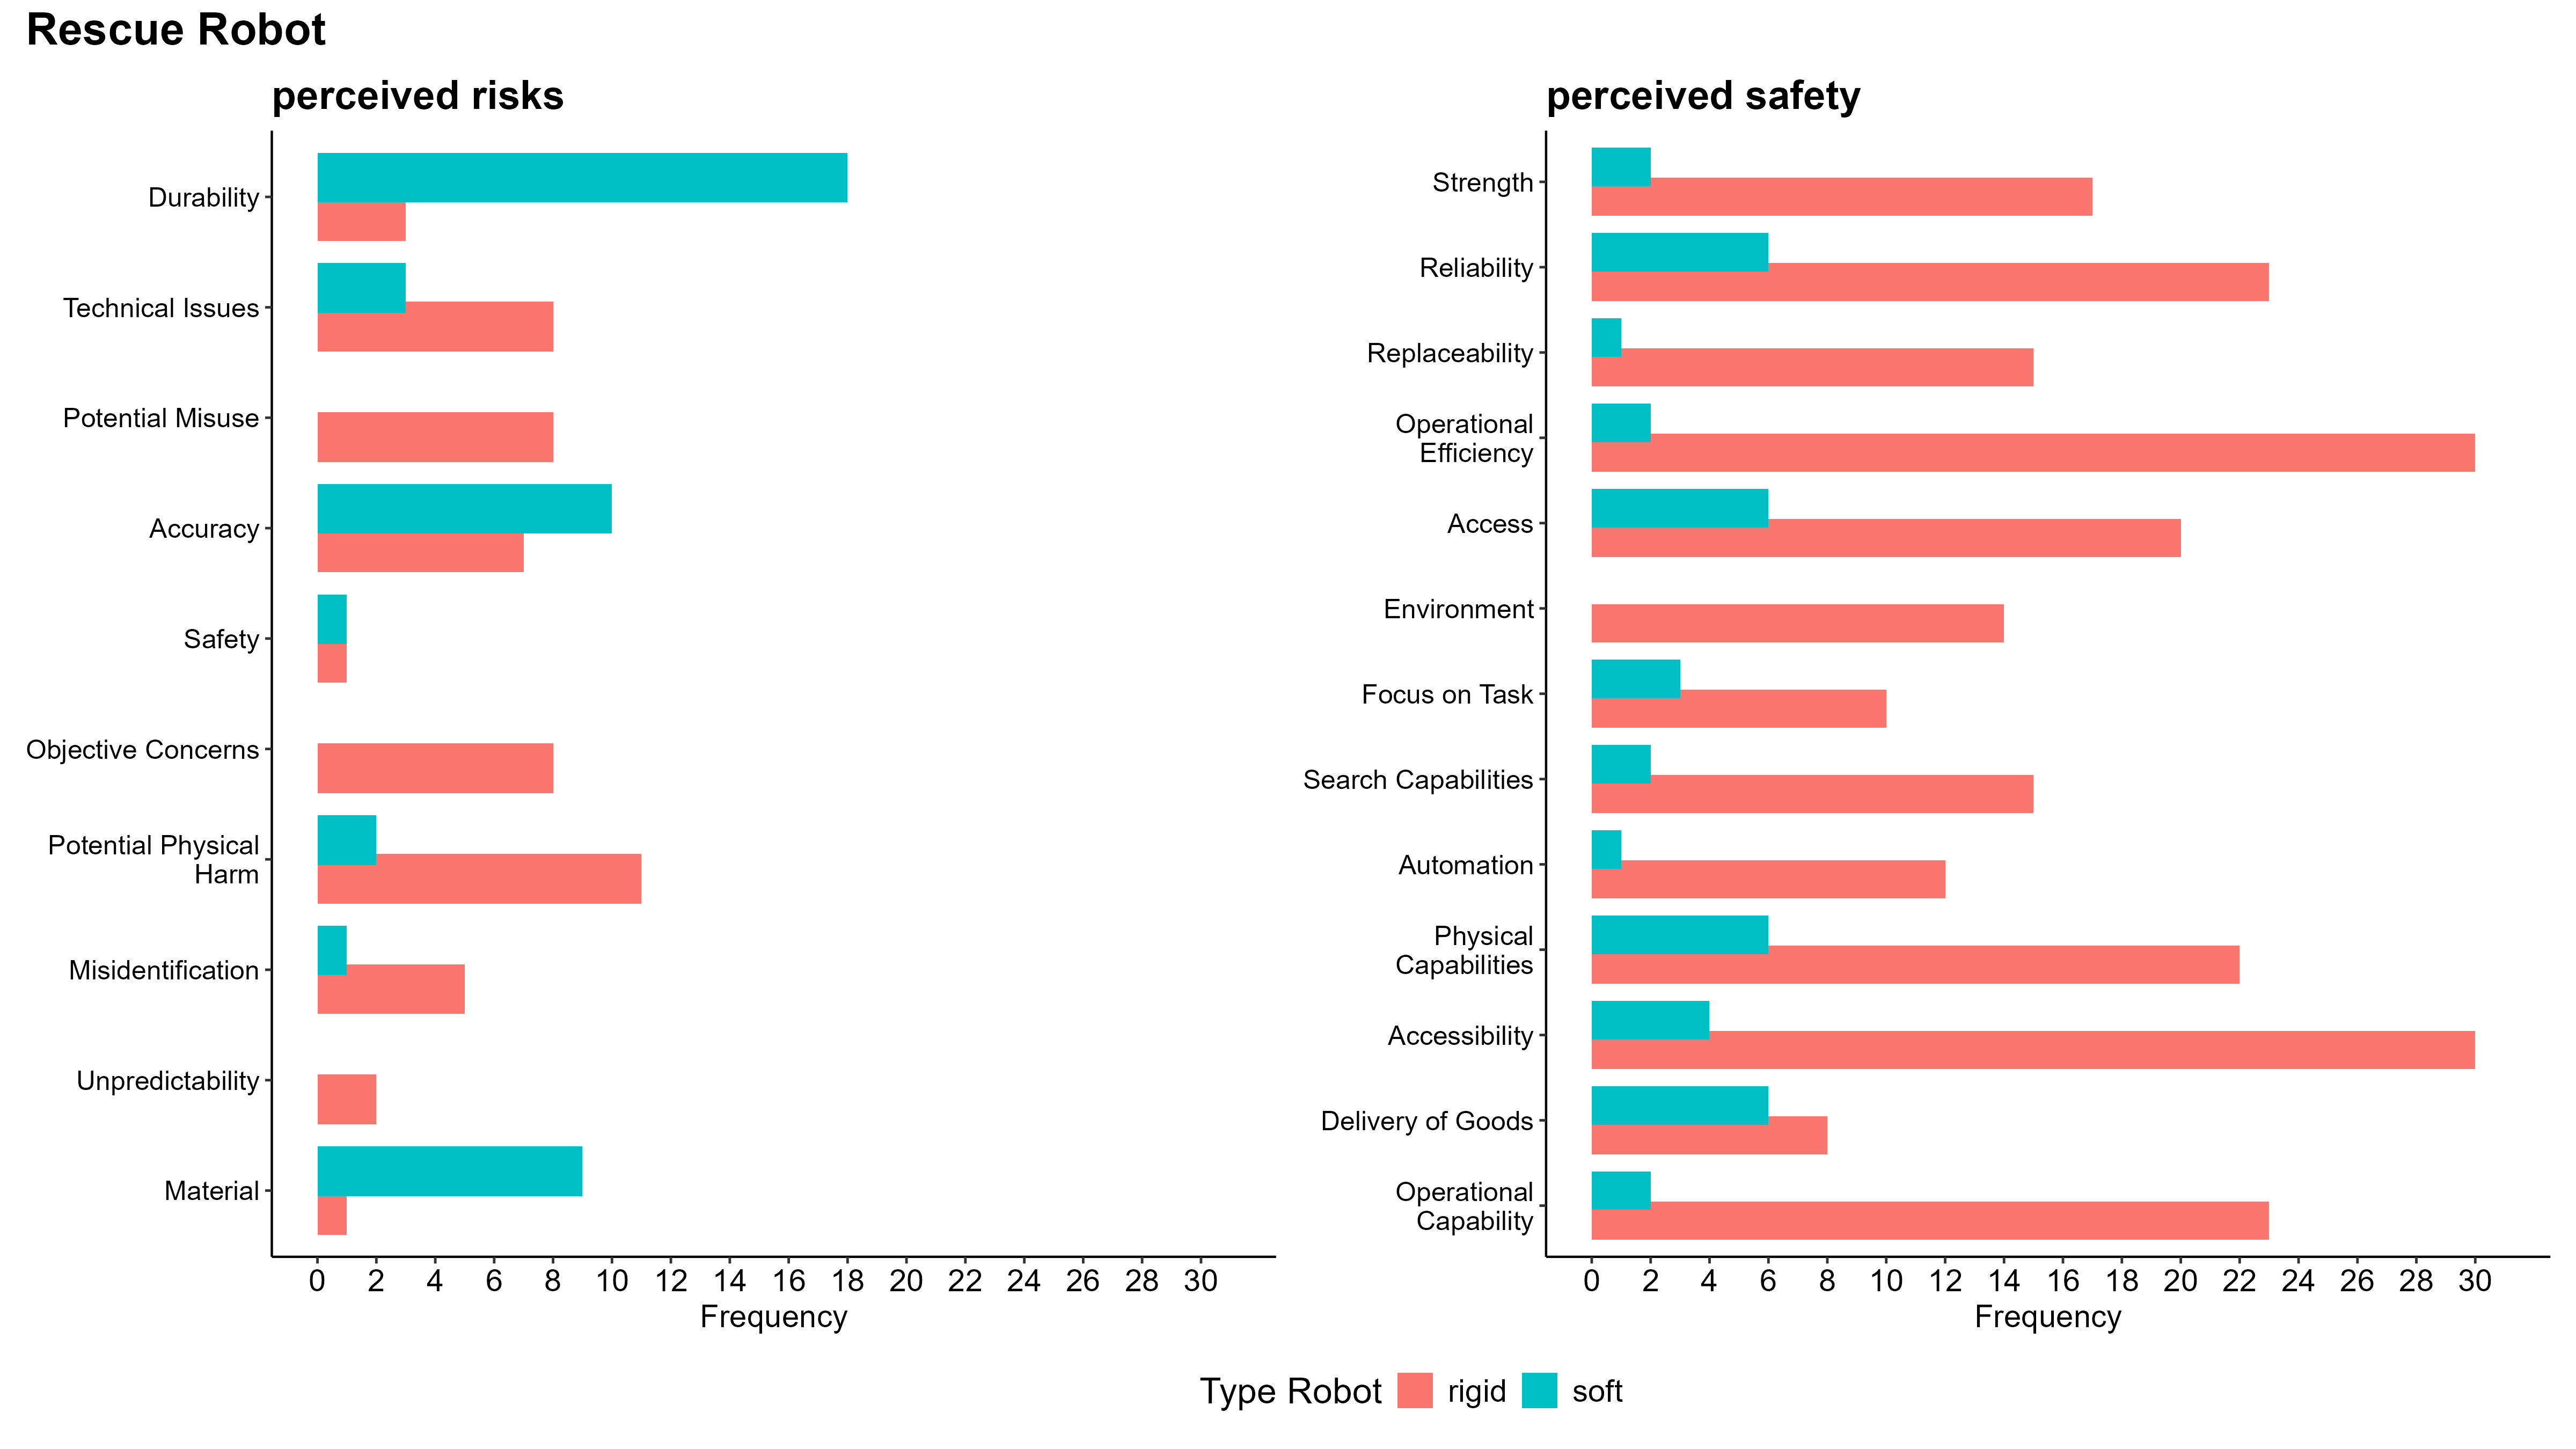 Rescue Robot
perceived risks
Durability
Technical Issues
Potential Misuse
Accuracy
Safety
Objective Concerns
Potential Physical
Harm
Misidentification
Unpredictability
Material
0 2 4 6 8 10 12 14 16 18 20 22 24 26 28 30
Frequency
perceived safety
Strength
Reliability
Replaceability
Operational
Efficiency
Access
Environment
Focus on Task
Search Capabilities
Automation
Physical
Capabilities
Accessibility
Delivery of Goods
Operational
Capability
0 2 4 6 8 10 12 14 16 18 20 22 24 26 28 30
Frequency
Type Robot rigid soft